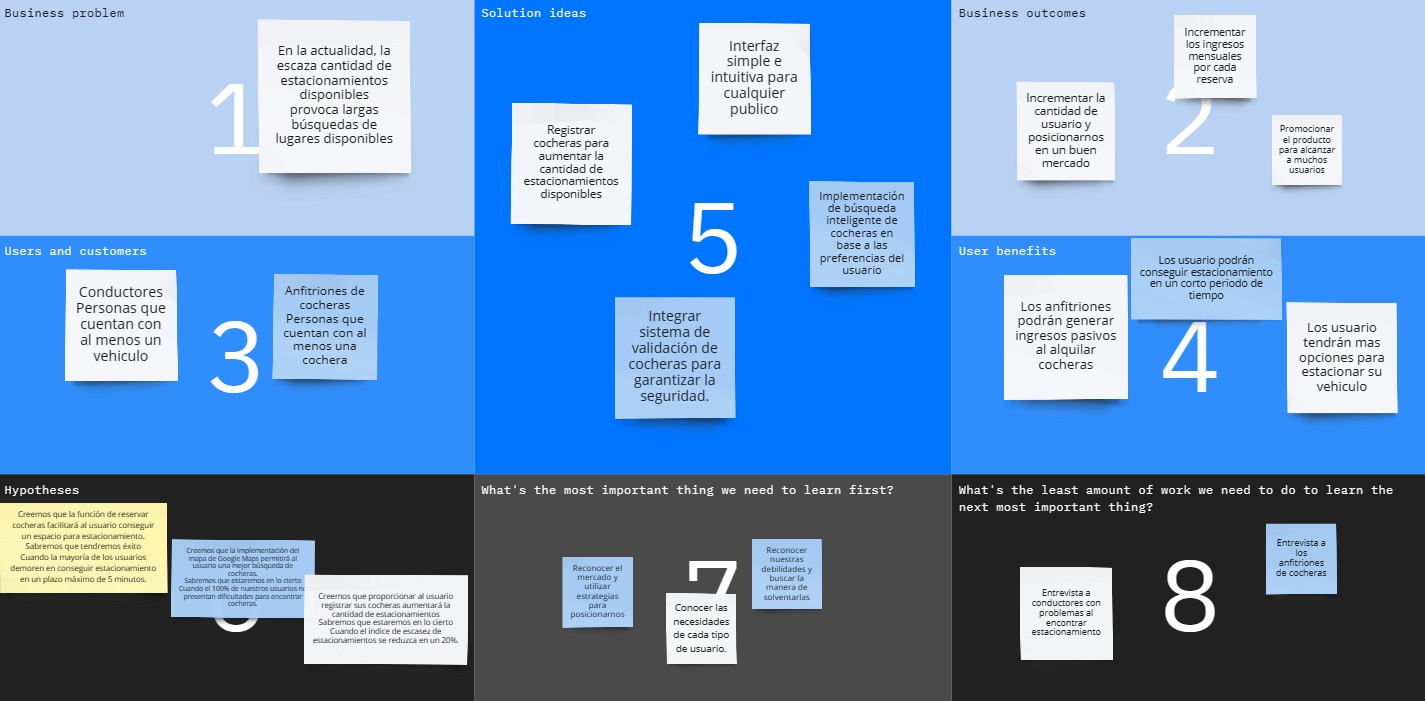 Business problem
En la actualidad, la
escaza cantidad de
estacionamientos
disponibles
provoca largas
búsquedas de
lugares disponibles
1
Solution ideas
Interfaz
simple e
intuitiva para
cualquier
publico
Registrar
cocheras para
aumentar la
cantidad de
estacionamientos
disponibles
5
Implementación
de búsqueda
inteligente de
cocheras en
base a las
preferencias del
usuario
Integrar
sistema de
validación de
cocheras para
garantizar la
seguridad.
Business outcomes
Incrementar
los ingresos
mensuales
por cada
reserva
Incrementar la
cantidad de
usuario y
posicionarnos
en un buen
mercado
2
Promocionar
el producto
para alcanzar
a muchos
usuarios
Users and customers
Conductores
Personas que
cuentan con
al menos un
vehiculo
3
Anfitriones de
cocheras
Personas que
cuentan con al
menos una
cochera
User benefits
Los usuario podrán
conseguir estacionamiento
en un corto periodo de
tiempo
Los anfitriones
podrán generar
ingresos pasivos
al alquilar
cocheras
4
Los usuario
tendrán mas
opciones para
estacionar su
vehiculo
Hypotheses
Creemos que la función de reservar
cocheras facilitará al usuario conseguir
un espacio para estacionamiento.
Sabremos que tendremos éxito
Cuando la mayoría de los usuarios
demoren en conseguir estacionamiento
en un plazo máximo de 5 minutos.
Creemos que la implementación del
mapa de Google Maps permitirá al
usuario una mejor búsqueda de
cocheras.
Sabremos que estaremos en lo cierto
Cuando el 100% de nuestros usuarios no
presentan dificultades para encontrar
cocheras.
Creemos que proporcionar al usuario
registrar sus cocheras aumentará la
cantidad de estacionamientos
Sabremos que estaremos en lo cierto
Cuando el índice de escasez de
estacionamientos se reduzca en un 20%.
What's the most important thing we need to learn first?
Reconocer el
mercado y
utilizar
estrategias
para
posicionarnos
7
Conocer las
necesidades
de cada tipo
de usuario.
Reconocer
nuestras
debilidades y
buscar la
manera de
solventarlas
What's the least amount of work we need to do to learn the
next most important thing?
Entrevista a
conductores con
problemas al
encontrar
estacionamiento
8
Entrevista a
los
anfitriones
de cocheras